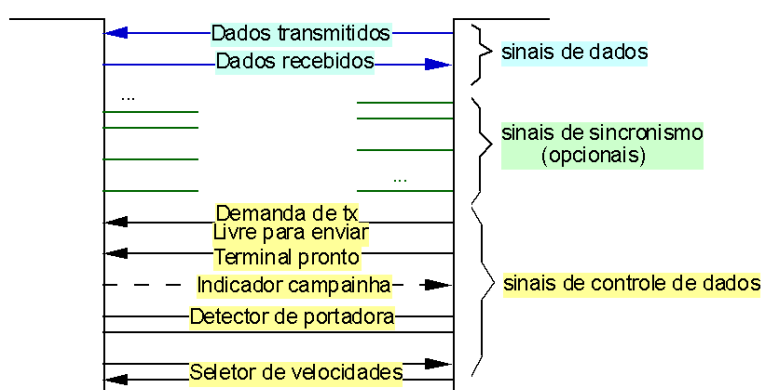 Dados transmitidos
Dados recebidos
sinais de dados
...
sinais de sincronismo
(opcionais)
...
Demanda de tx
Livre para enviar
Terminal pronto
Indicador campainha
sinais de controle de dados
Detector de portadora
Seletor de velocidades